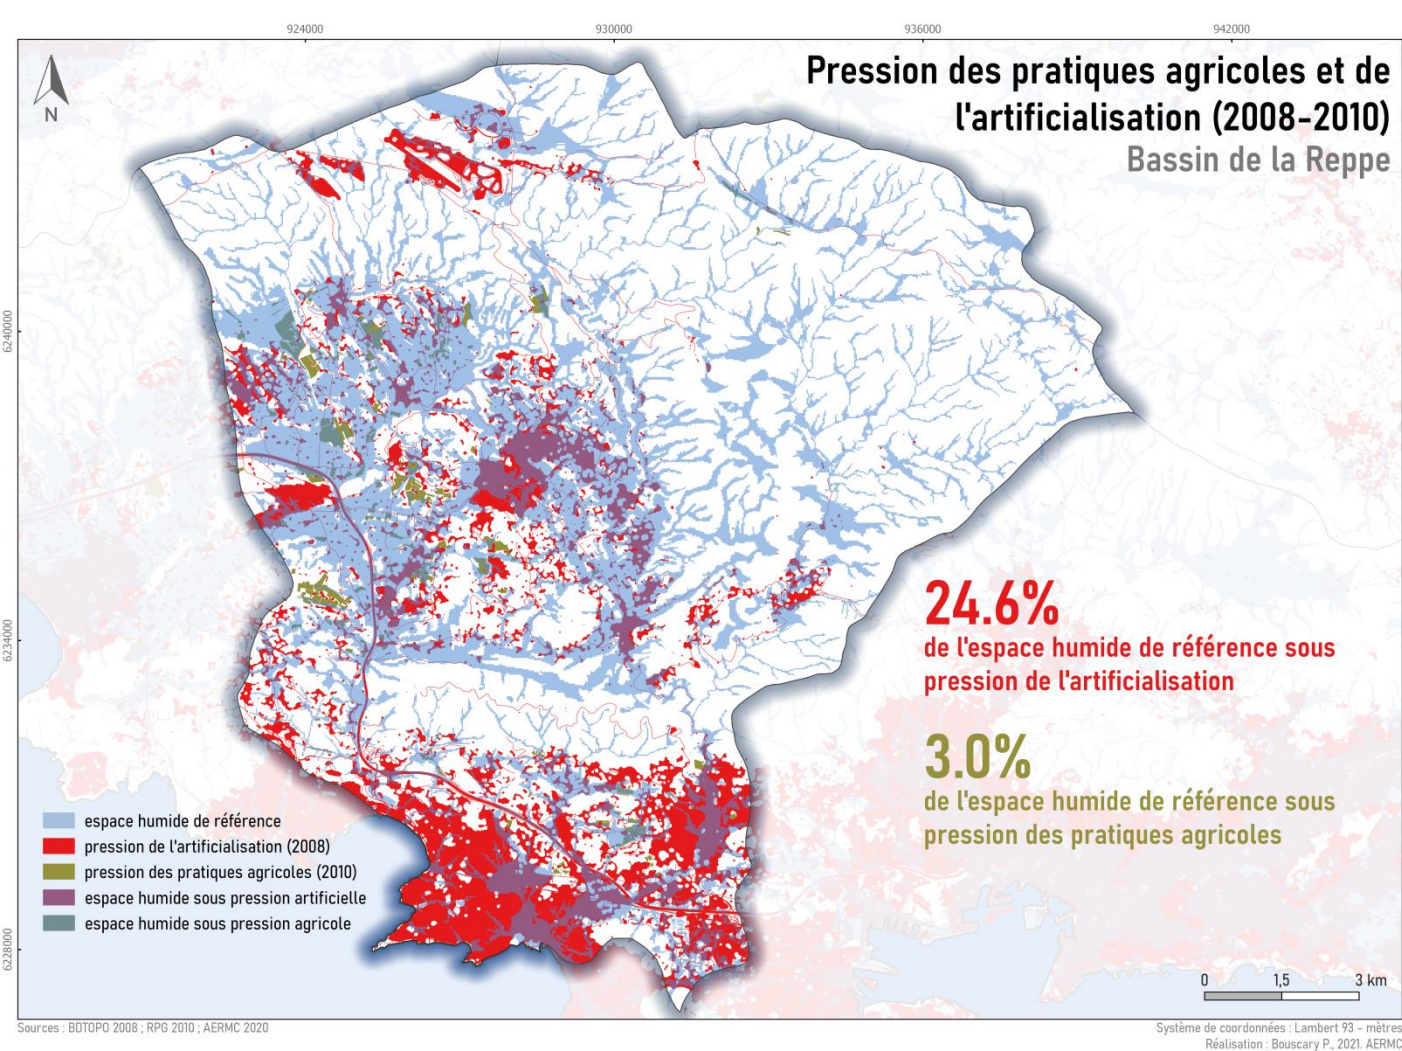 924000
930000
936000
942000
N
Pression des pratiques agricoles et de
l'artificialisation (2008-2010)
Bassin de la Reppe
6240000
6234000
6228000
24.6%
de l'espace humide de référence sous
pression de l'artificialisation
3.0%
de l'espace humide de référence sous
pression des pratiques agricoles
espace humide de référence
pression de l'artificialisation (2008)
pression des pratiques agricoles (2010)
espace humide sous pression artificielle
espace humide sous pression agricole
0 1,5 3 km
Sources : BDTOPO 2008 ; RPG 2010 ; AERMC 2020
Système de coordonnées : Lambert 93 - mètres
Réalisation : Bouscary P., 2021. AERMC